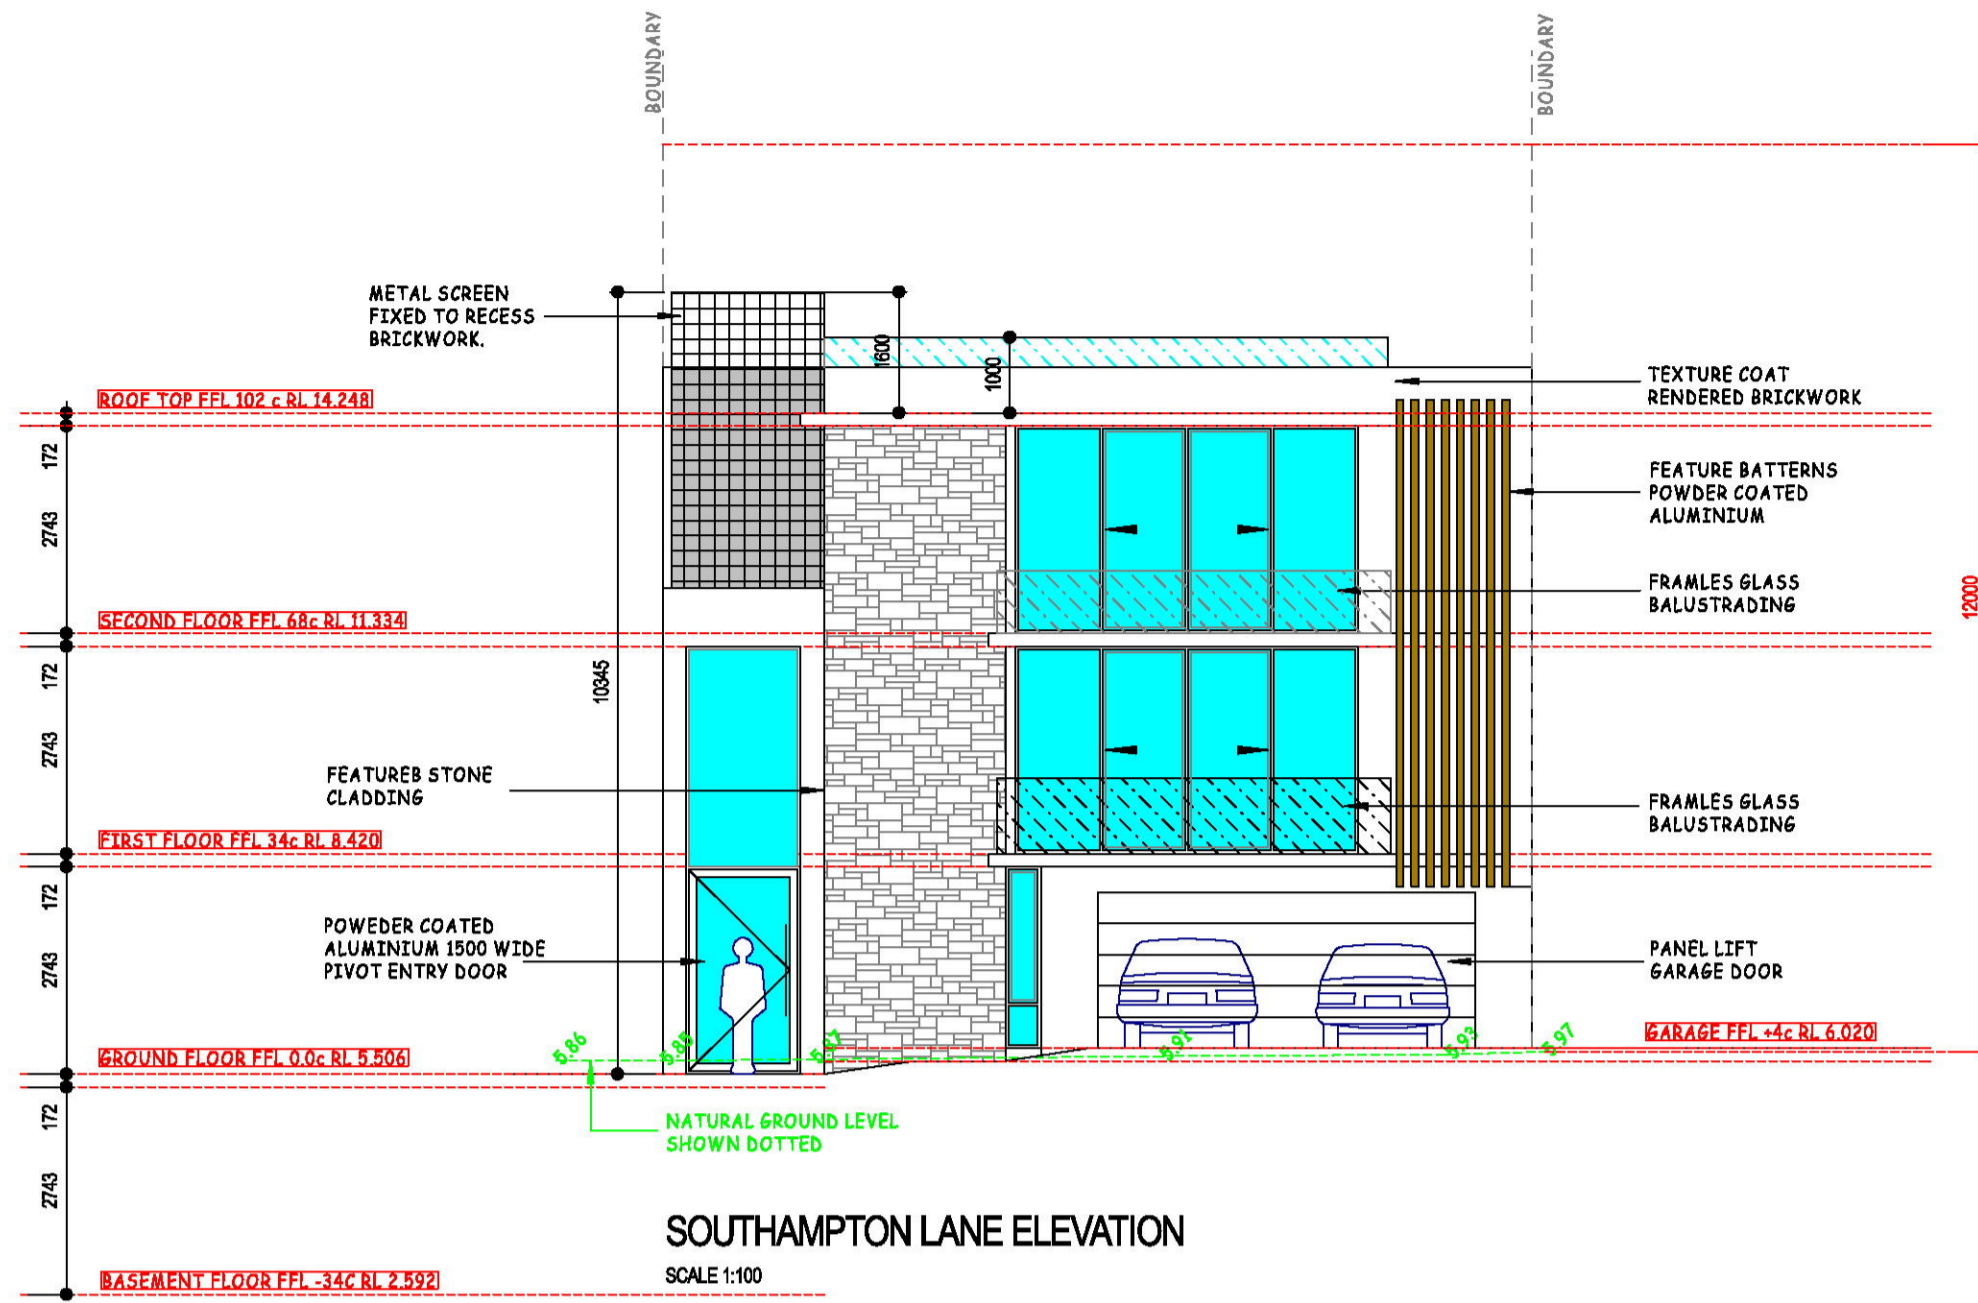 BOUNDARY
BOUNDARY
METAL SCREEN
FIXED TO RECESS
BRICKWORK.
1600
1000
TEXTURE COAT
RENDERED BRICKWORK
ROOF TOP FFL 102 c RL 14.248
172
FEATURE BATTERNS
POWDER COATED
ALUMINIUM
2743
FRAMLES GLASS
BALUSTRADING
12000
SECOND FLOOR FFL 68c RL 11.334
172
10345
2743
FEATUREB STONE
CLADDING
FRAMLES GLASS
BALUSTRADING
FIRST FLOOR FFL 34c RL 8.420
172
POWEDER COATED
ALUMINIUM 1500 WIDE
PIVOT ENTRY DOOR
2743
PANEL LIFT
GARAGE DOOR
GARAGE FFL +4c RL 6.020
5.86
5.85
5.87
5.91
5.93
5.97
GROUND FLOOR FFL 0.0c RL 5.506
172
NATURAL GROUND LEVEL
SHOWN DOTTED
2743
SOUTHAMPTON LANE ELEVATION
SCALE 1:100
BASEMENT FLOOR FFL -34C RL 2.592